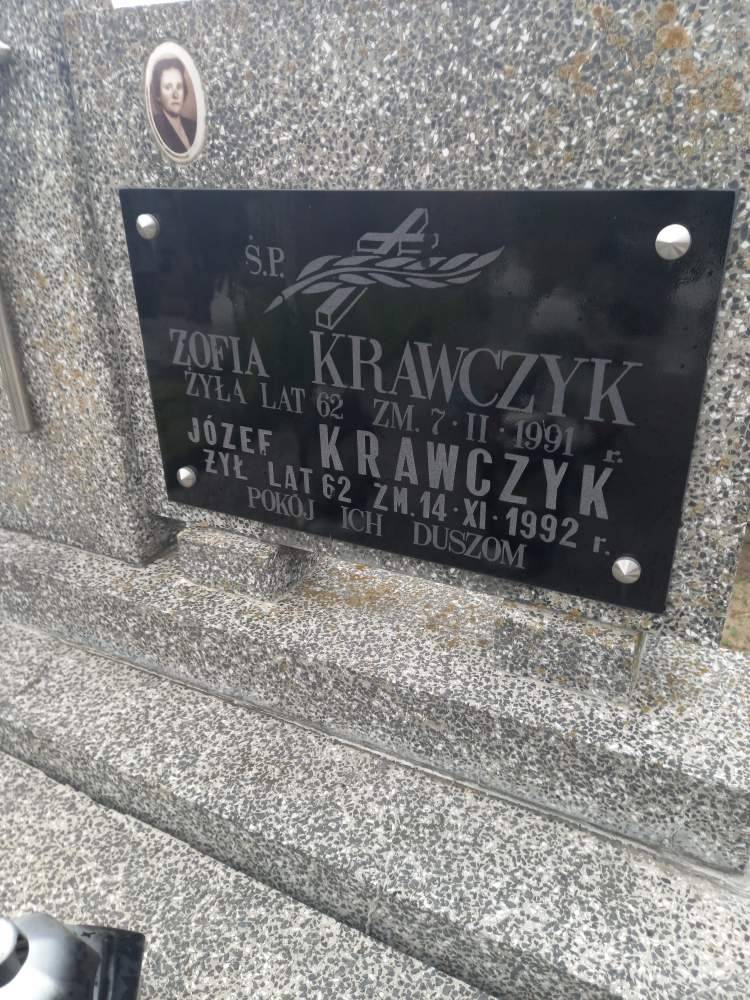 Ś.P.
ZOFIA KRAWCZYK
ŻYŁA LAT 62 ZM. 7·II·1991 r.
JÓZEF KRAWCZYK
ŻYŁ LAT 62 ZM. 14·XI·1992 r.
POKÓJ ICH DUSZOM